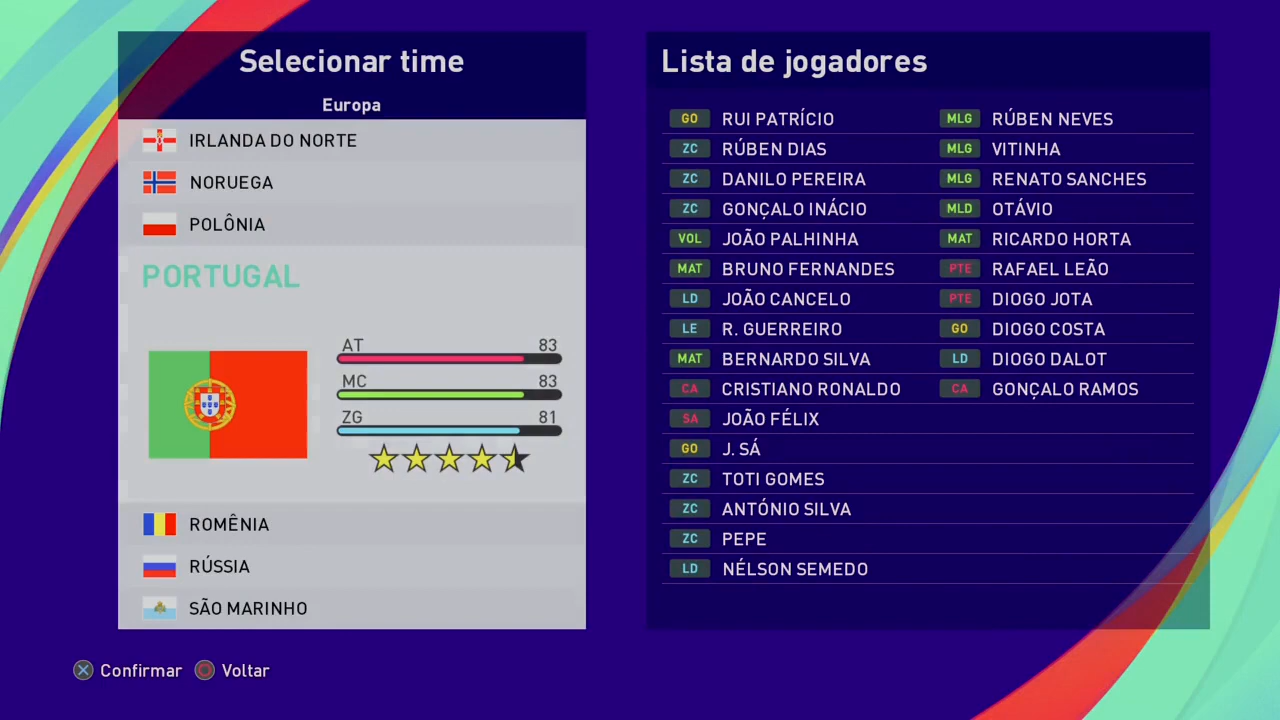 Selecionar time
Europa
IRLANDA DO NORTE
NORUEGA
POLÔNIA
PORTUGAL
AT 83
MC 83
ZG 81
ROMÊNIA
RÚSSIA
SÃO MARINHO
Lista de jogadores
GO RUI PATRÍCIO
ZC RÚBEN DIAS
ZC DANILO PEREIRA
ZC GONÇALO INÁCIO
VOL JOÃO PALHINHA
MAT BRUNO FERNANDES
LD JOÃO CANCELO
LE R. GUERREIRO
MAT BERNARDO SILVA
CA CRISTIANO RONALDO
SA JOÃO FÉLIX
GO J. SÁ
ZC TOTI GOMES
ZC ANTÓNIO SILVA
ZC PEPE
LD NÉLSON SEMEDO
MLG RÚBEN NEVES
MLG VITINHA
MLG RENATO SANCHES
MLD OTÁVIO
MAT RICARDO HORTA
PTE RAFAEL LEÃO
PTE DIOGO JOTA
GO DIOGO COSTA
LD DIOGO DALOT
CA GONÇALO RAMOS
Confirmar Voltar